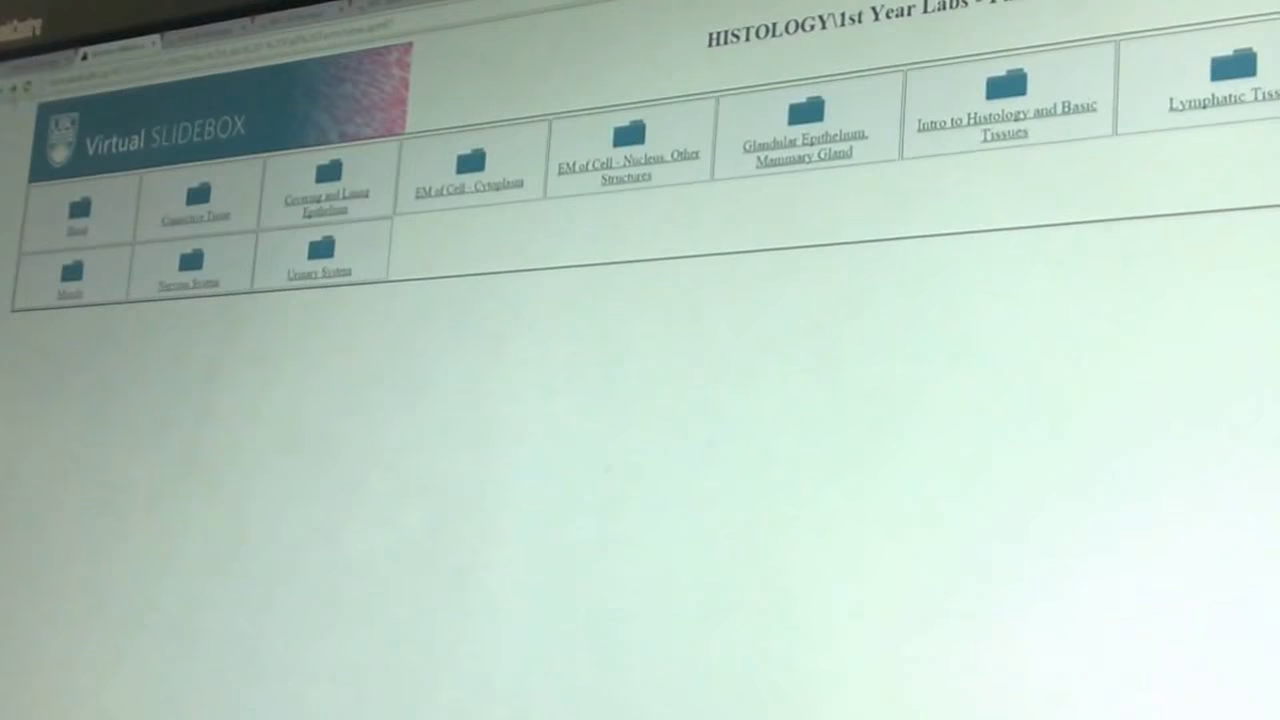 HISTOLOGY\1st Year Labs -
Virtual SLIDEBOX
Connective Tissue
Covering and Lining
Epithelium
EM of Cell - Cytoplasm
EM of Cell - Nucleus, Other
Structures
Glandular Epithelium,
Mammary Gland
Intro to Histology and Basic
Tissues
Lymphatic Tiss
Muscle
Nervous System
Urinary System